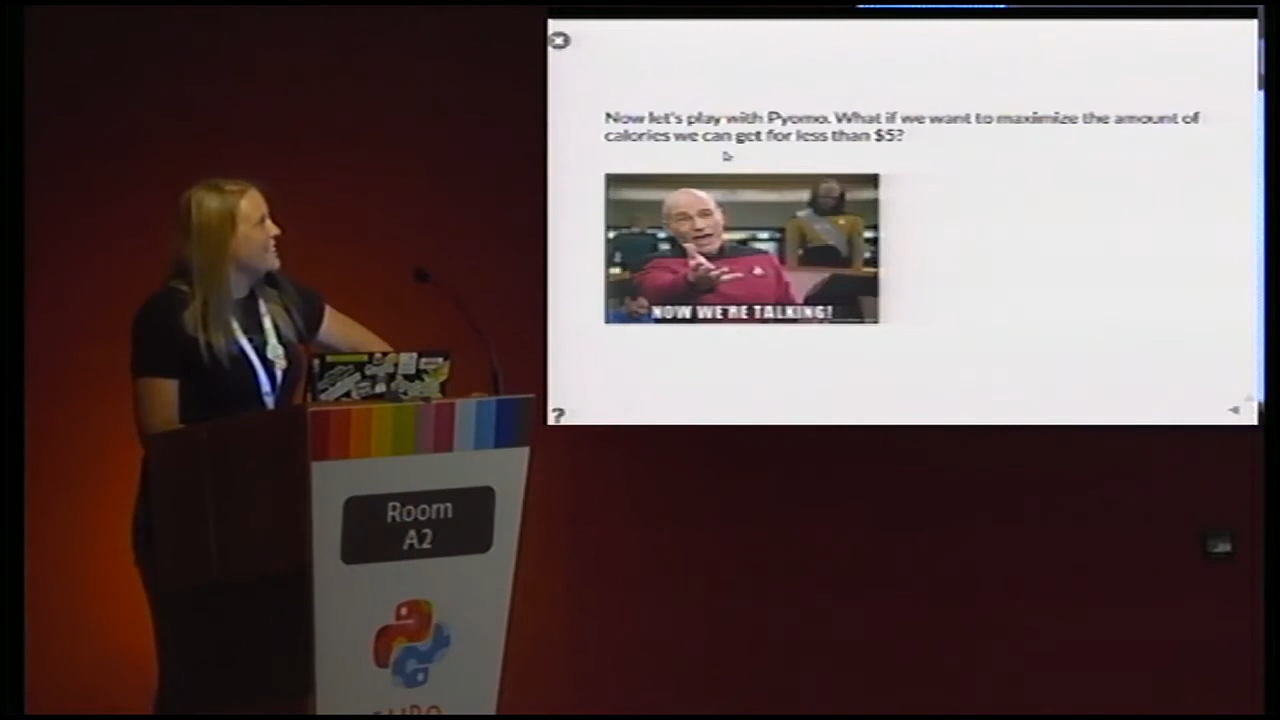 Now let's play with Pyomo. What if we want to maximize the amount of
calories we can get for less than $5?
NOW WE'RE TALKING!
?
Room
A2
EURO